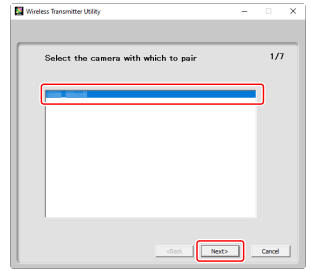 Wireless Transmitter Utility
Select the camera with which to pair
1/7
<Back
Next>
Cancel